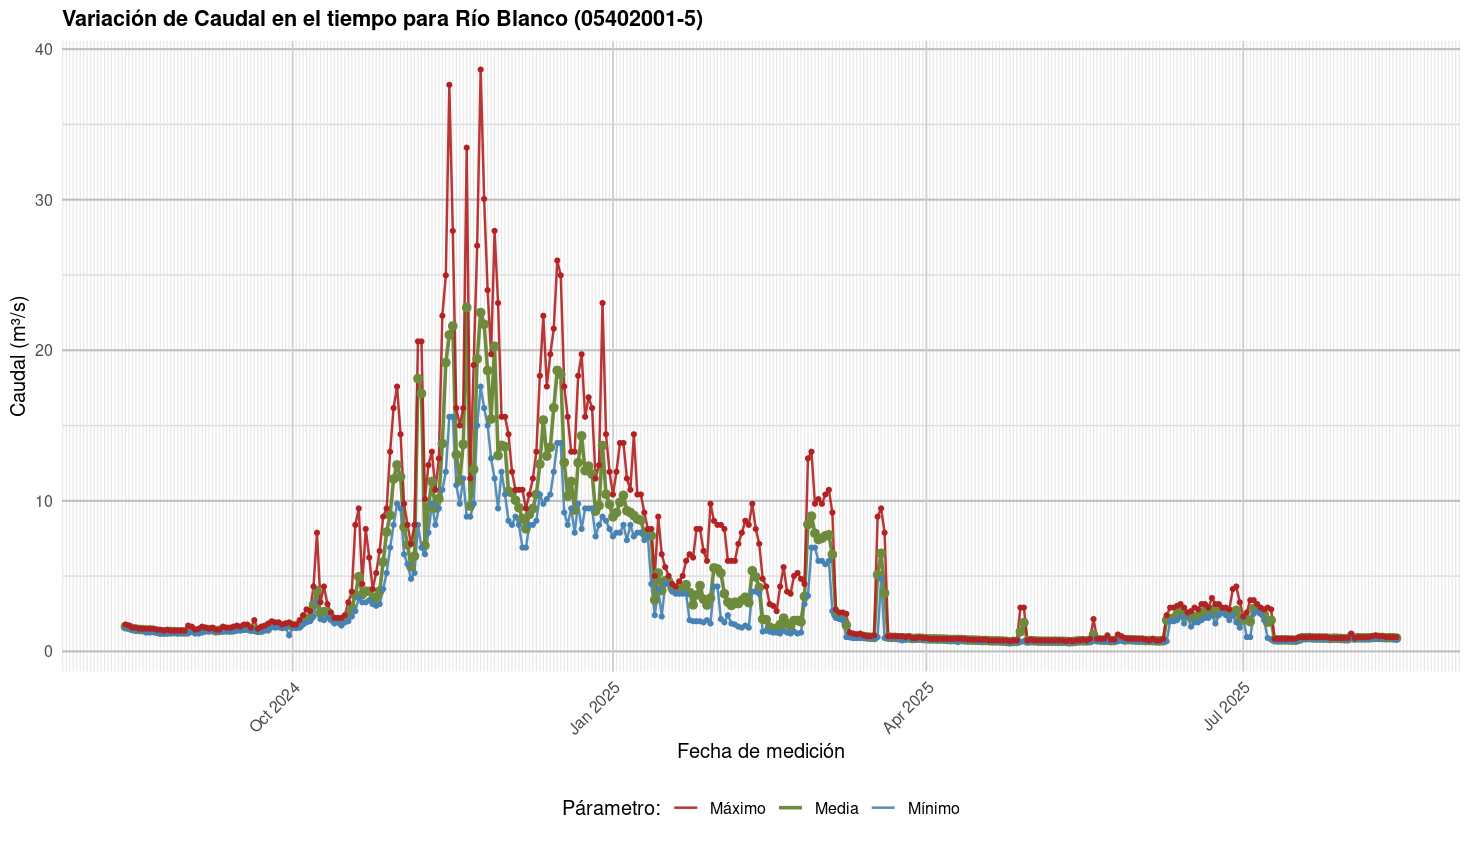 Variación de Caudal en el tiempo para Río Blanco (05402001-5)
Caudal (m³/s)
40
30
20
10
0
Oct 2024
Jan 2025
Apr 2025
Jul 2025
Fecha de medición
Párametro: Máximo Media Mínimo